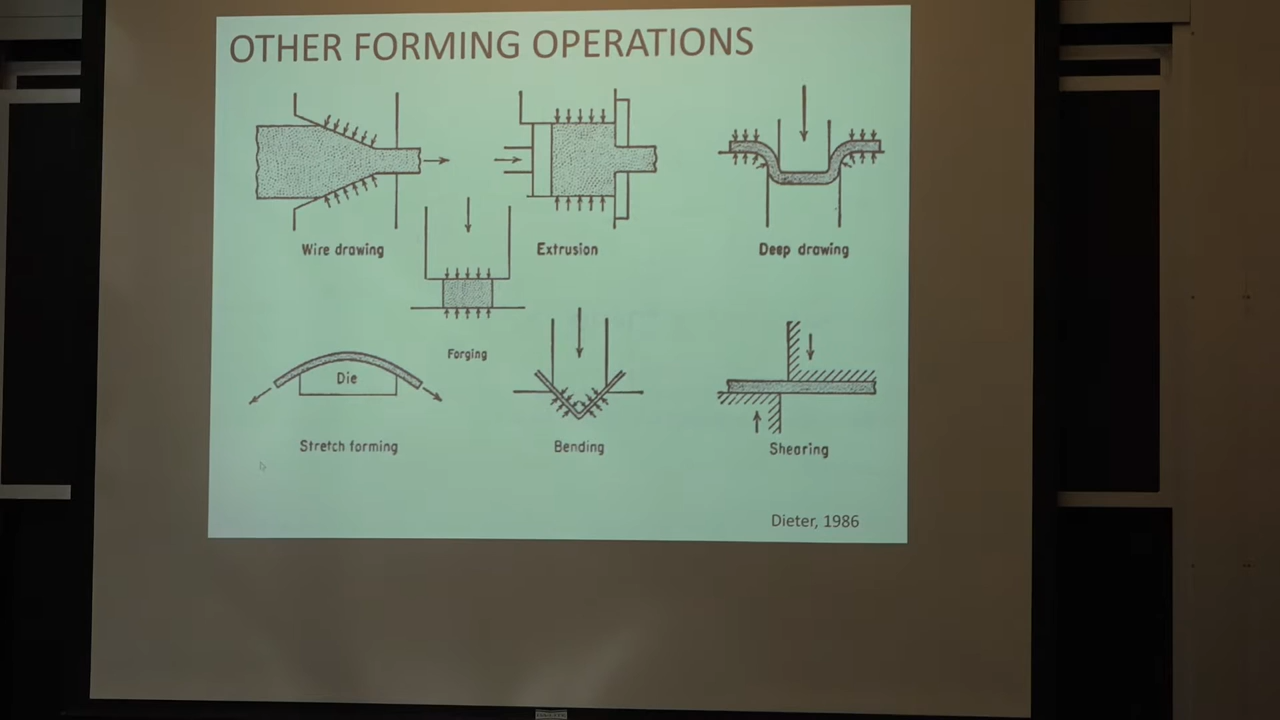 OTHER FORMING OPERATIONS
Wire drawing
Extrusion
Deep drawing
Forging
Die
Stretch forming
Bending
Shearing
Dieter, 1986